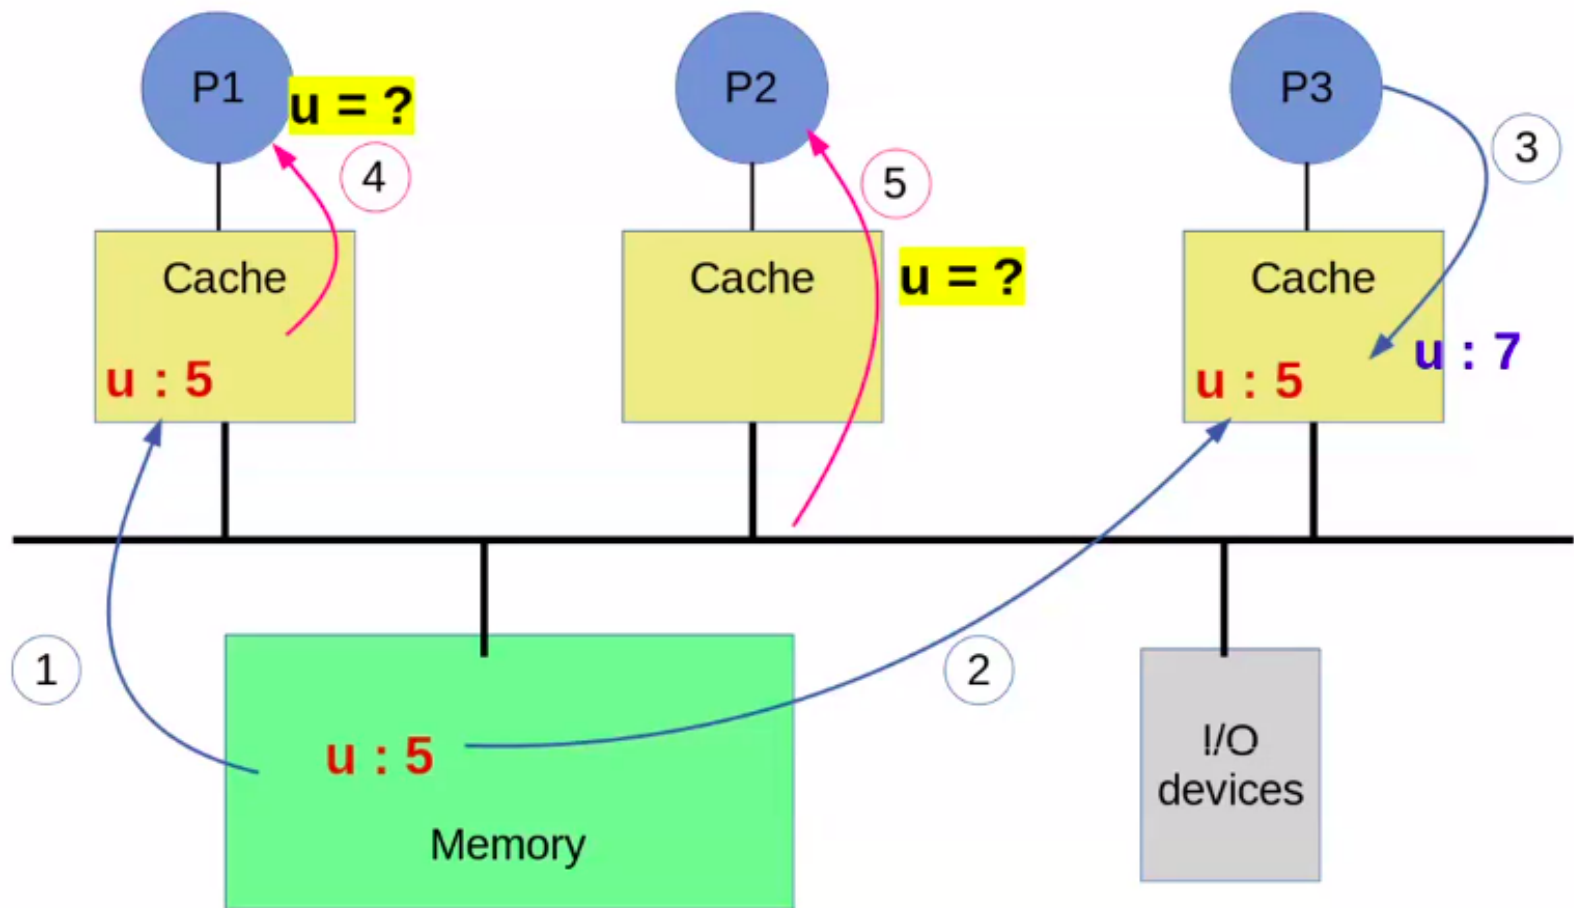 P1
u = ?
4
P2
5
P3
3
Cache
u : 5
Cache
u = ?
Cache
u : 5
u : 7
1
2
u : 5
Memory
I/O
devices